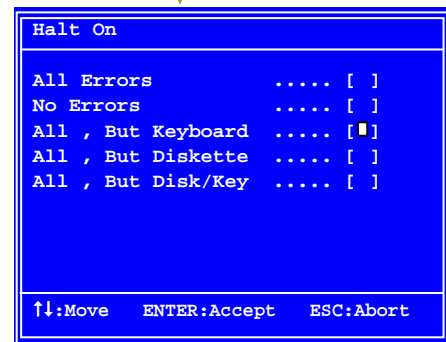 Halt On
All Errors ..... [ ]
No Errors ..... [ ]
All , But Keyboard ..... [■]
All , But Diskette ..... [ ]
All , But Disk/Key ..... [ ]
↑↓:Move ENTER:Accept ESC:Abort